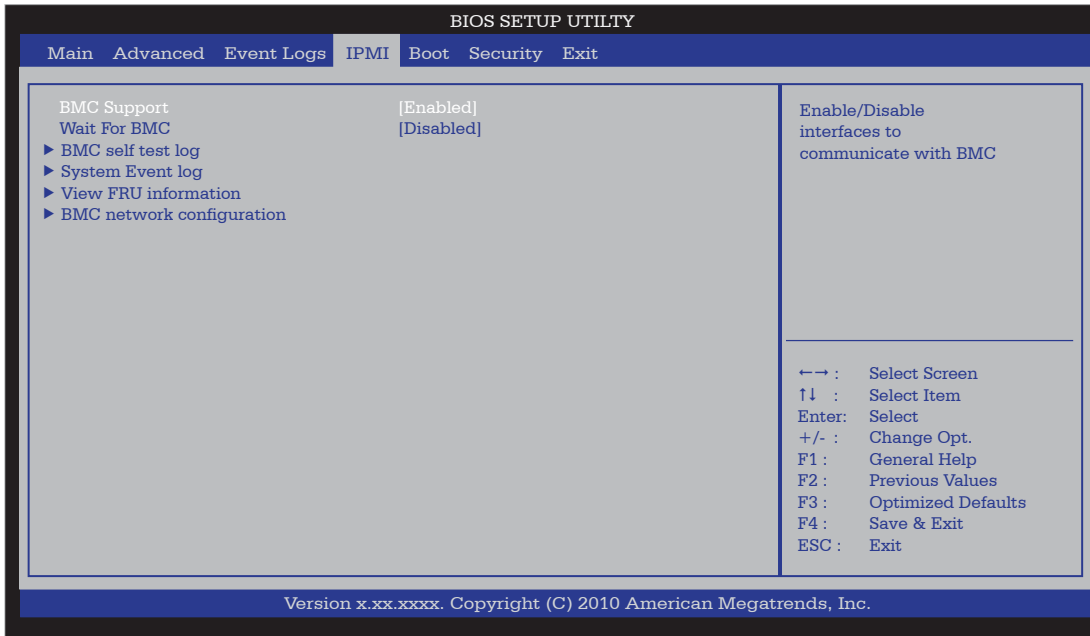 BIOS SETUP UTILTY
Main Advanced Event Logs IPMI Boot Security Exit
BMC Support [Enabled]
Wait For BMC [Disabled]
▶ BMC self test log
▶ System Event log
▶ View FRU information
▶ BMC network configuration
Enable/Disable
interfaces to
communicate with BMC
←→ : Select Screen
↑↓ : Select Item
Enter: Select
+/- : Change Opt.
F1 : General Help
F2 : Previous Values
F3 : Optimized Defaults
F4 : Save & Exit
ESC : Exit
Version x.xx.xxxx. Copyright (C) 2010 American Megatrends, Inc.